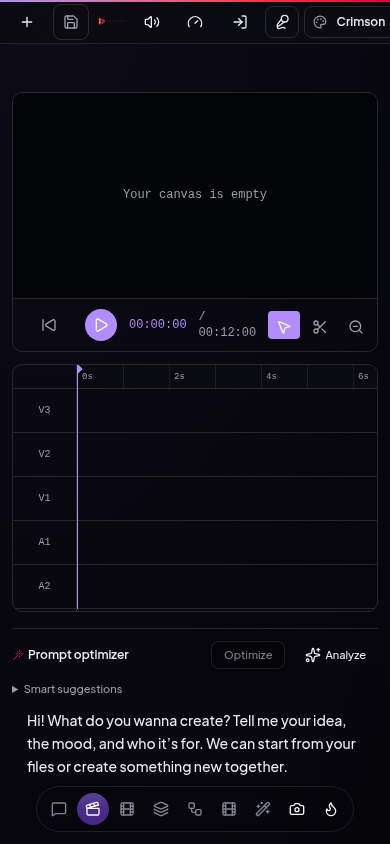 Crimson
Your canvas is empty
00:00:00
/
00:12:00
0s
2s
4s
6s
V3
V2
V1
A1
A2
Prompt optimizer
Optimize
Analyze
Smart suggestions
Hi! What do you wanna create? Tell me your idea,
the mood, and who it’s for. We can start from your
files or create something new together.